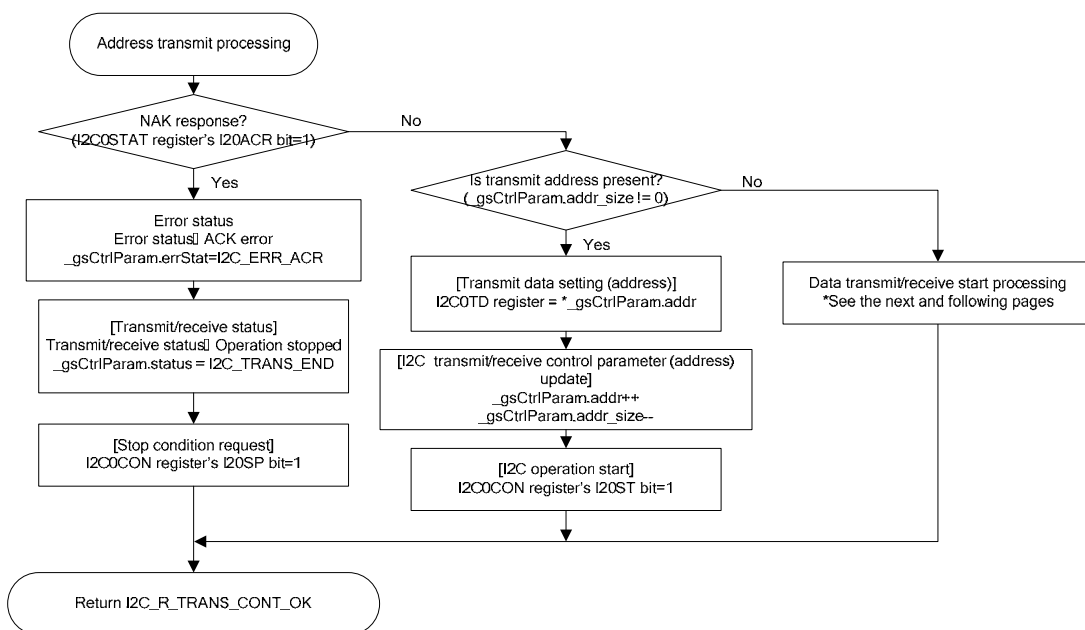 Address transmit processing
NAK response?
(I2C0STAT register's I20ACR bit=1)
No
Yes
Is transmit address present?
(_gsCtrlParam.addr_size != 0)
No
Yes
Error status
Error status▯ ACK error
_gsCtrlParam.errStat=I2C_ERR_ACR
[Transmit data setting (address)]
I2C0TD register = *_gsCtrlParam.addr
Data transmit/receive start processing
*See the next and following pages
[Transmit/receive status]
Transmit/receive status▯ Operation stopped
_gsCtrlParam.status = I2C_TRANS_END
[I2C transmit/receive control parameter (address)
update]
_gsCtrlParam.addr++
_gsCtrlParam.addr_size--
[Stop condition request]
I2C0CON register's I20SP bit=1
[I2C operation start]
I2C0CON register's I20ST bit=1
Return I2C_R_TRANS_CONT_OK